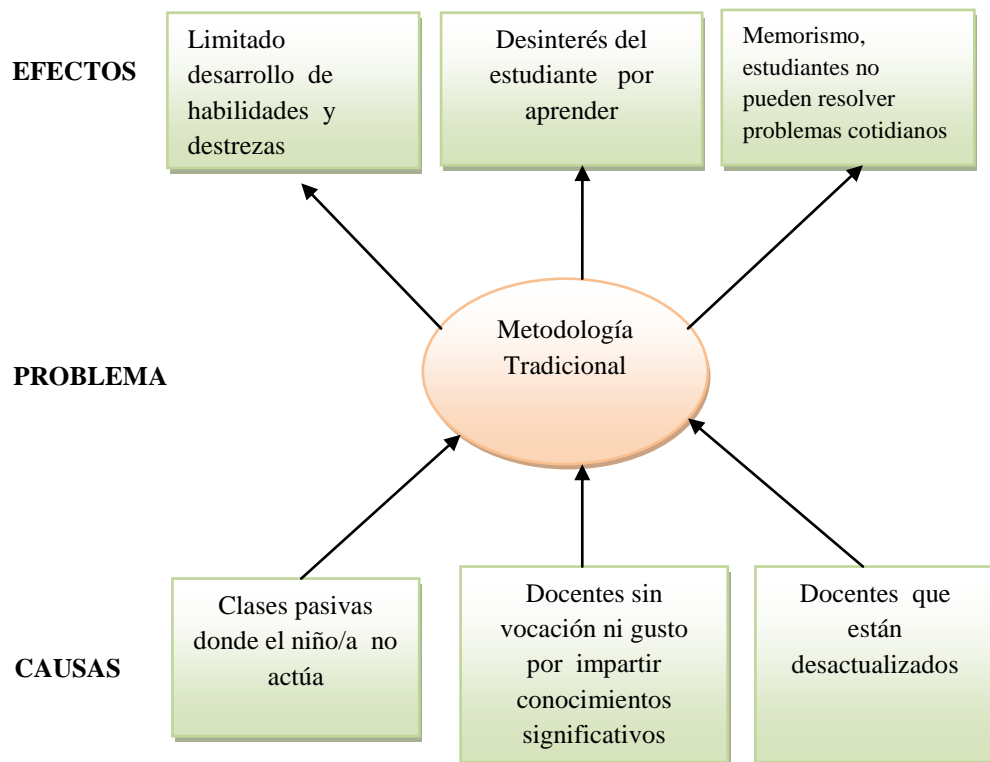 EFECTOS
Limitado
desarrollo de
habilidades y
destrezas
Desinterés del
estudiante por
aprender
Memorismo,
estudiantes no
pueden resolver
problemas cotidianos
PROBLEMA
Metodología
Tradicional
CAUSAS
Clases pasivas
donde el niño/a no
actúa
Docentes sin
vocación ni gusto
por impartir
conocimientos
significativos
Docentes que
están
desactualizados